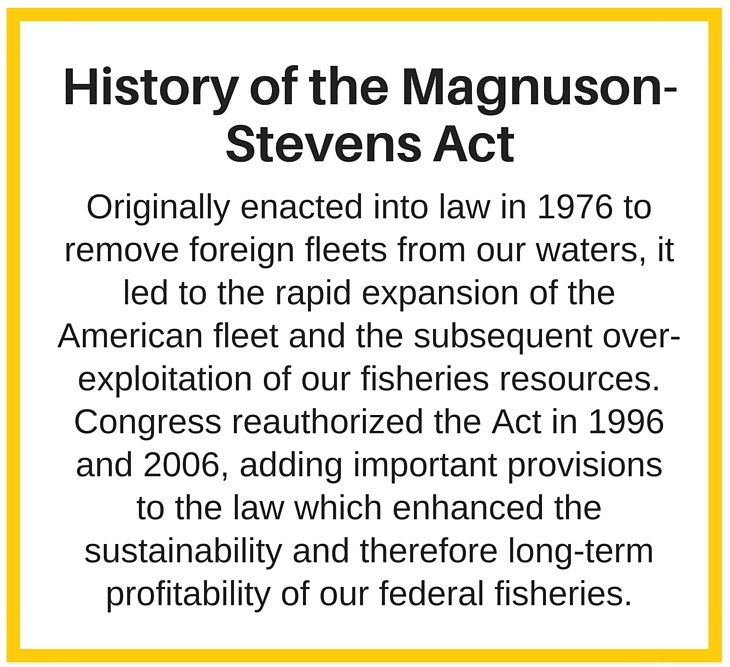 History of the Magnuson-
Stevens Act
Originally enacted into law in 1976 to
remove foreign fleets from our waters, it
led to the rapid expansion of the
American fleet and the subsequent over-
exploitation of our fisheries resources.
Congress reauthorized the Act in 1996
and 2006, adding important provisions
to the law which enhanced the
sustainability and therefore long-term
profitability of our federal fisheries.